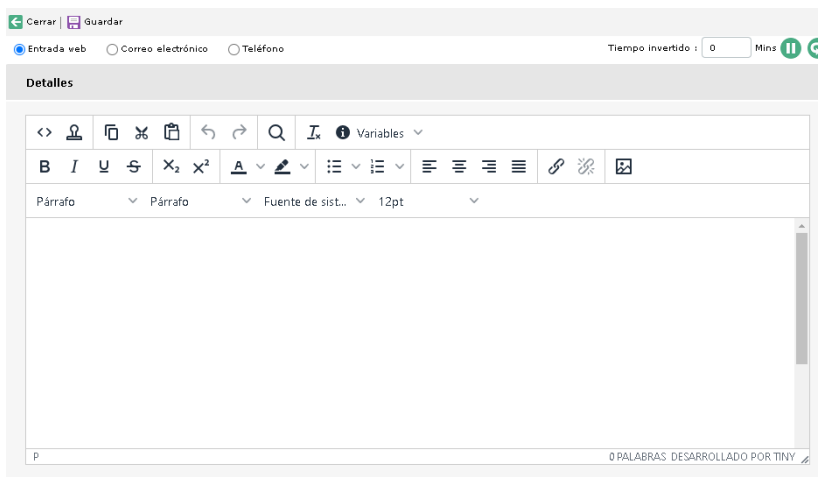 Cerrar | Guardar
Entrada web Correo electrónico Teléfono Tiempo invertido : 0 Mins
Detalles
Variables
Párrafo Párrafo Fuente de sist... 12pt
P 0 PALABRAS DESARROLLADO POR TINY